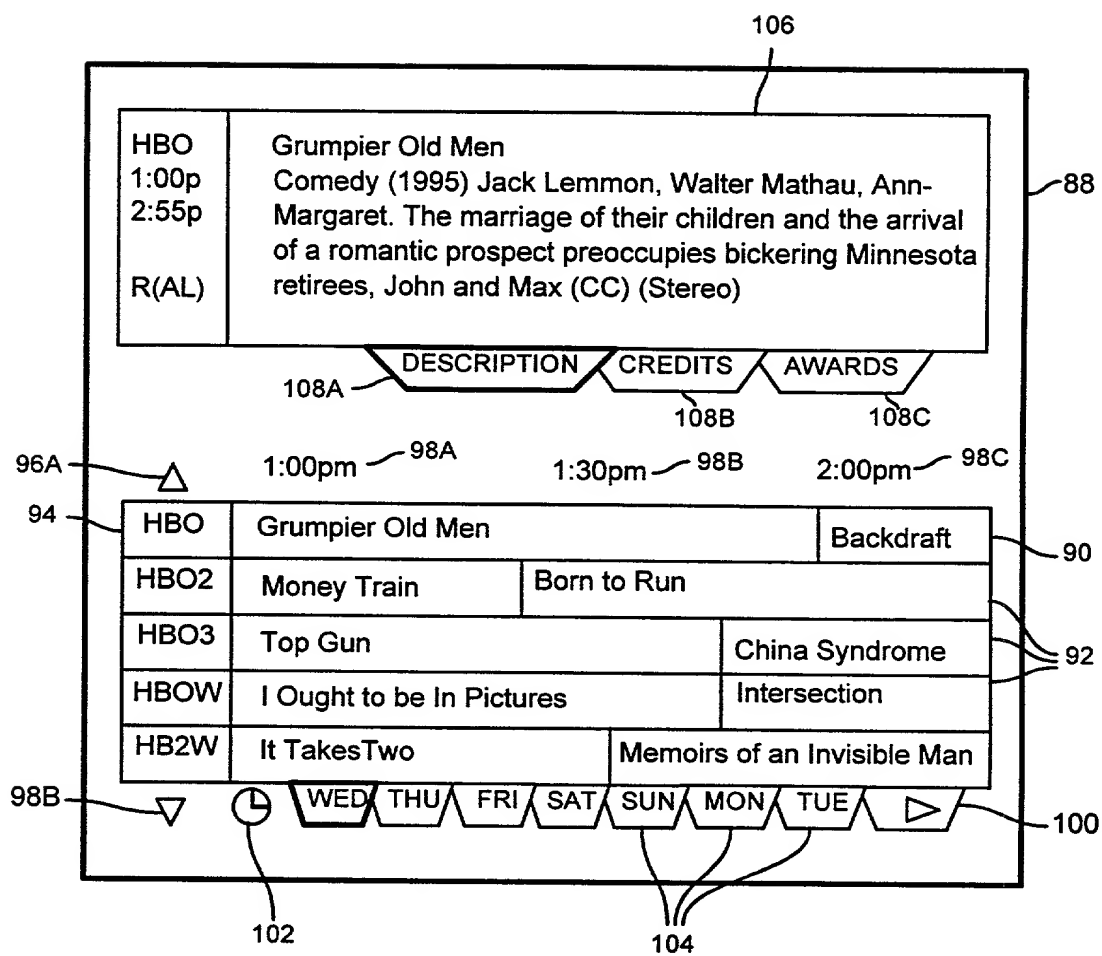 106
HBO
1:00p
2:55p
R(AL)
Grumpier Old Men
Comedy (1995) Jack Lemmon, Walter Mathau, Ann-
Margaret. The marriage of their children and the arrival
of a romantic prospect preoccupies bickering Minnesota
retirees, John and Max (CC) (Stereo)
88
DESCRIPTION CREDITS AWARDS
108A 108B 108C
96A 1:00pm 98A 1:30pm 98B 2:00pm 98C
94 HBO Grumpier Old Men Backdraft 90
HBO2 Money Train Born to Run
HBO3 Top Gun China Syndrome 92
HBOW I Ought to be In Pictures Intersection
HB2W It TakesTwo Memoirs of an Invisible Man
98B WED THU FRI SAT SUN MON TUE 100
102 104